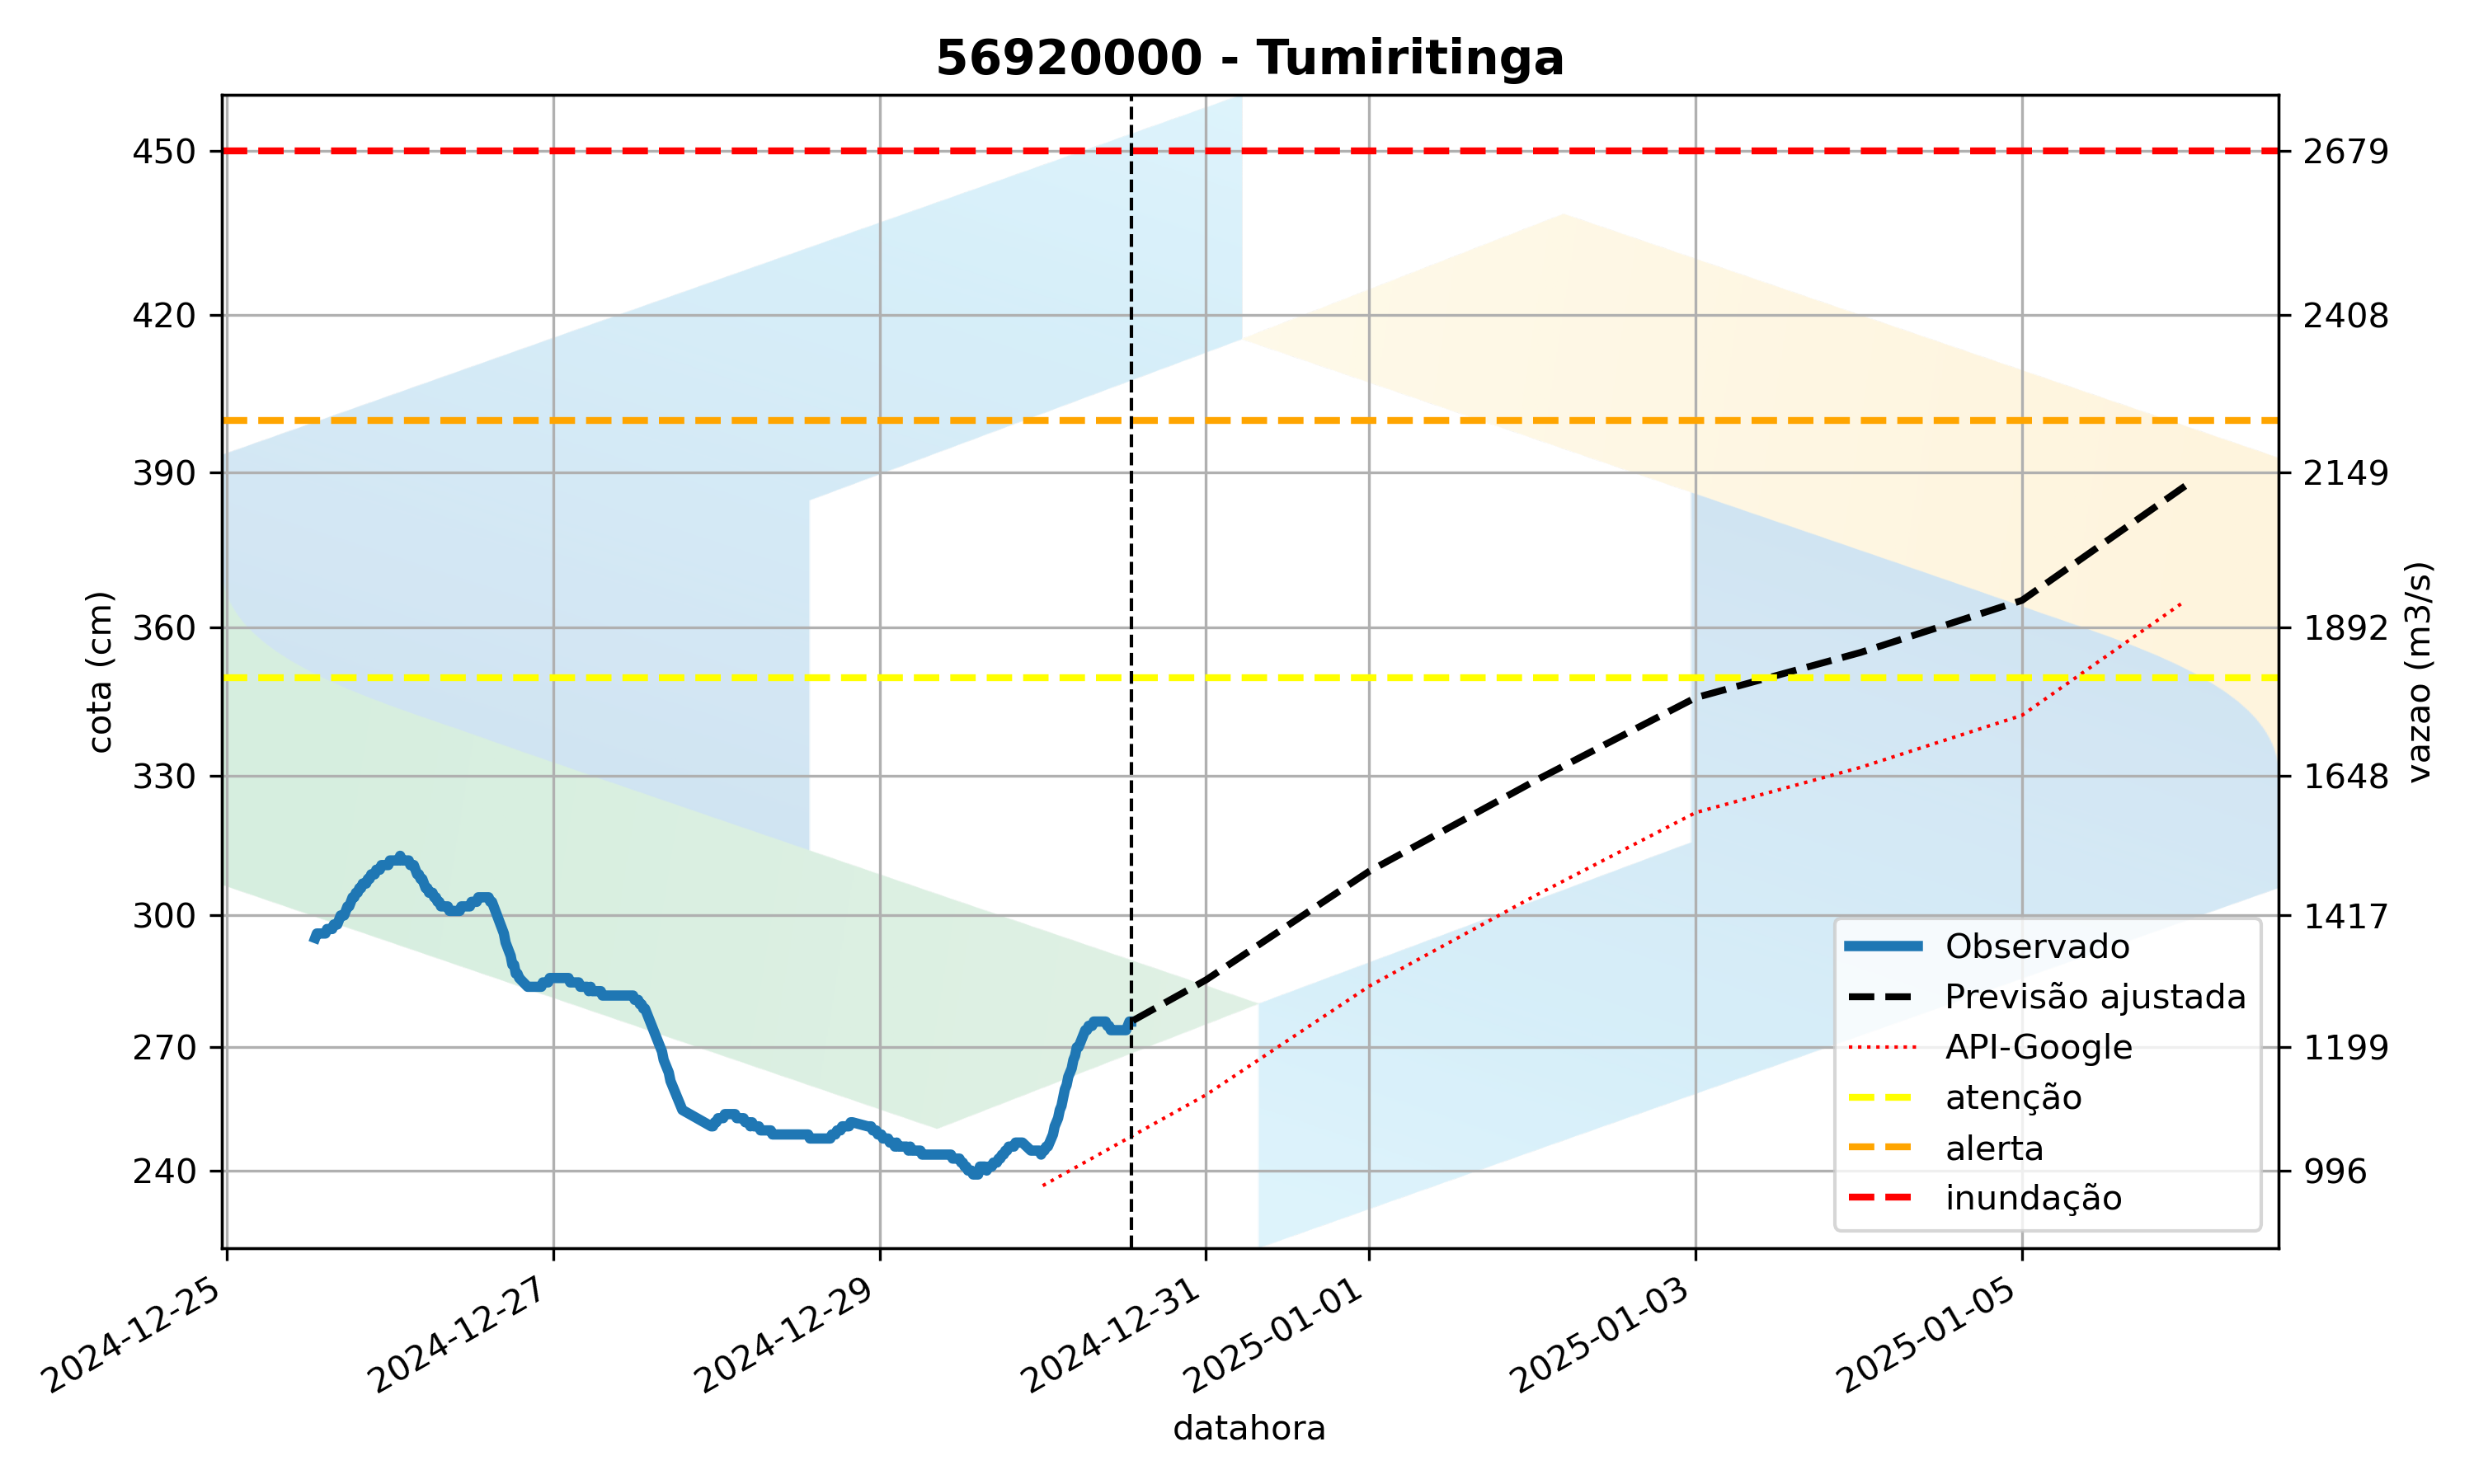 56920000 - Tumiritinga
450
420
390
360
330
300
270
240
cota (cm)
2679
2408
2149
1892
1648
1417
1199
996
vazao (m3/s)
Observado
Previsão ajustada
API-Google
atenção
alerta
inundação
2024-12-25
2024-12-27
2024-12-29
2024-12-31
2025-01-01
2025-01-03
2025-01-05
datahora